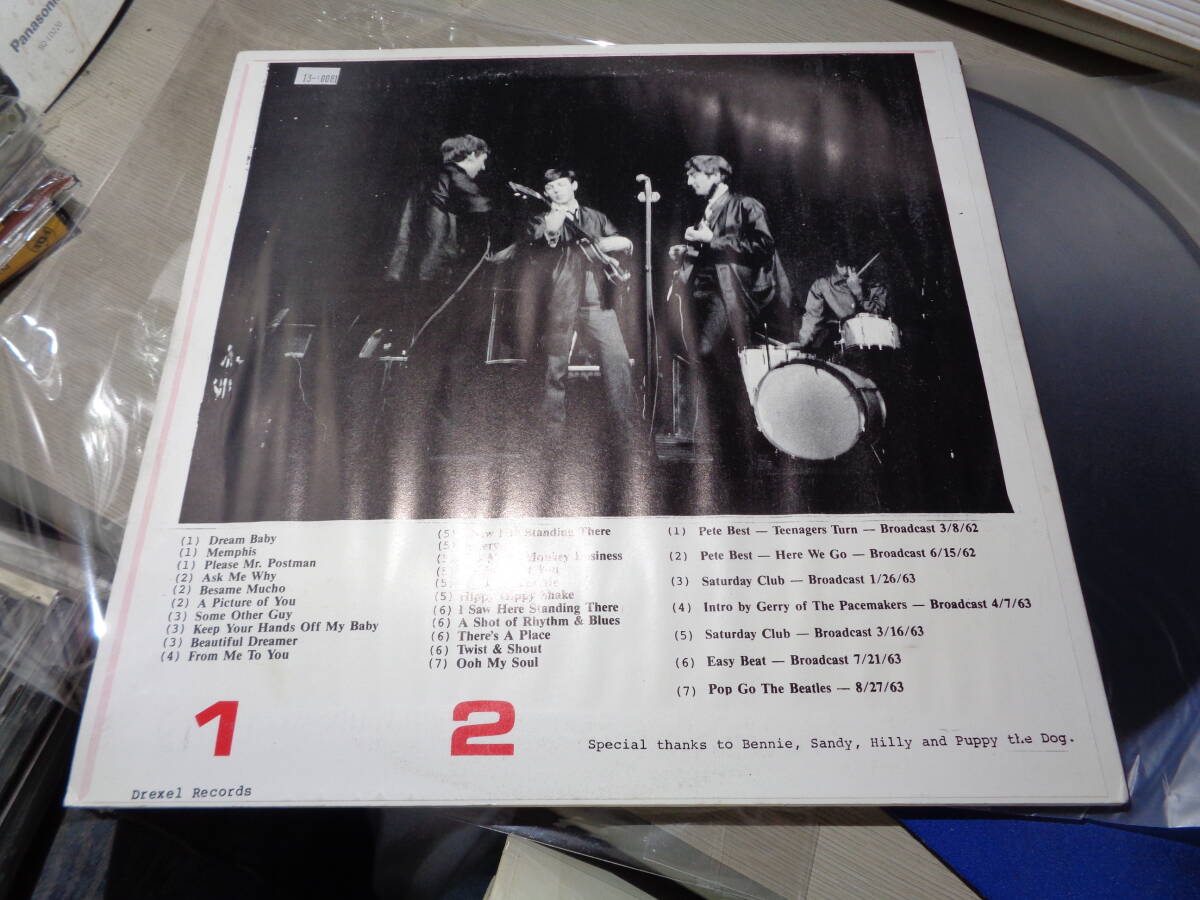 Panasonic
13-10081
(1) Dream Baby
(1) Memphis
(1) Please Mr. Postman
(2) Ask Me Why
(2) Besame Mucho
(2) A Picture of You
(3) Some Other Guy
(3) Keep Your Hands Off My Baby
(3) Beautiful Dreamer
(4) From Me To You
1
(5) Standing There
(5)
Monkey Business
(5)
(5) Hippy Hippy Shake
(6) I Saw Here Standing There
(6) A Shot of Rhythm & Blues
(6) There's A Place
(6) Twist & Shout
(7) Ooh My Soul
2
(1) Pete Best — Teenagers Turn — Broadcast 3/8/62
(2) Pete Best — Here We Go — Broadcast 6/15/62
(3) Saturday Club — Broadcast 1/26/63
(4) Intro by Gerry of The Pacemakers — Broadcast 4/7/63
(5) Saturday Club — Broadcast 3/16/63
(6) Easy Beat — Broadcast 7/21/63
(7) Pop Go The Beatles — 8/27/63
Special thanks to Bennie, Sandy, Hilly and Puppy the Dog.
Drexel Records